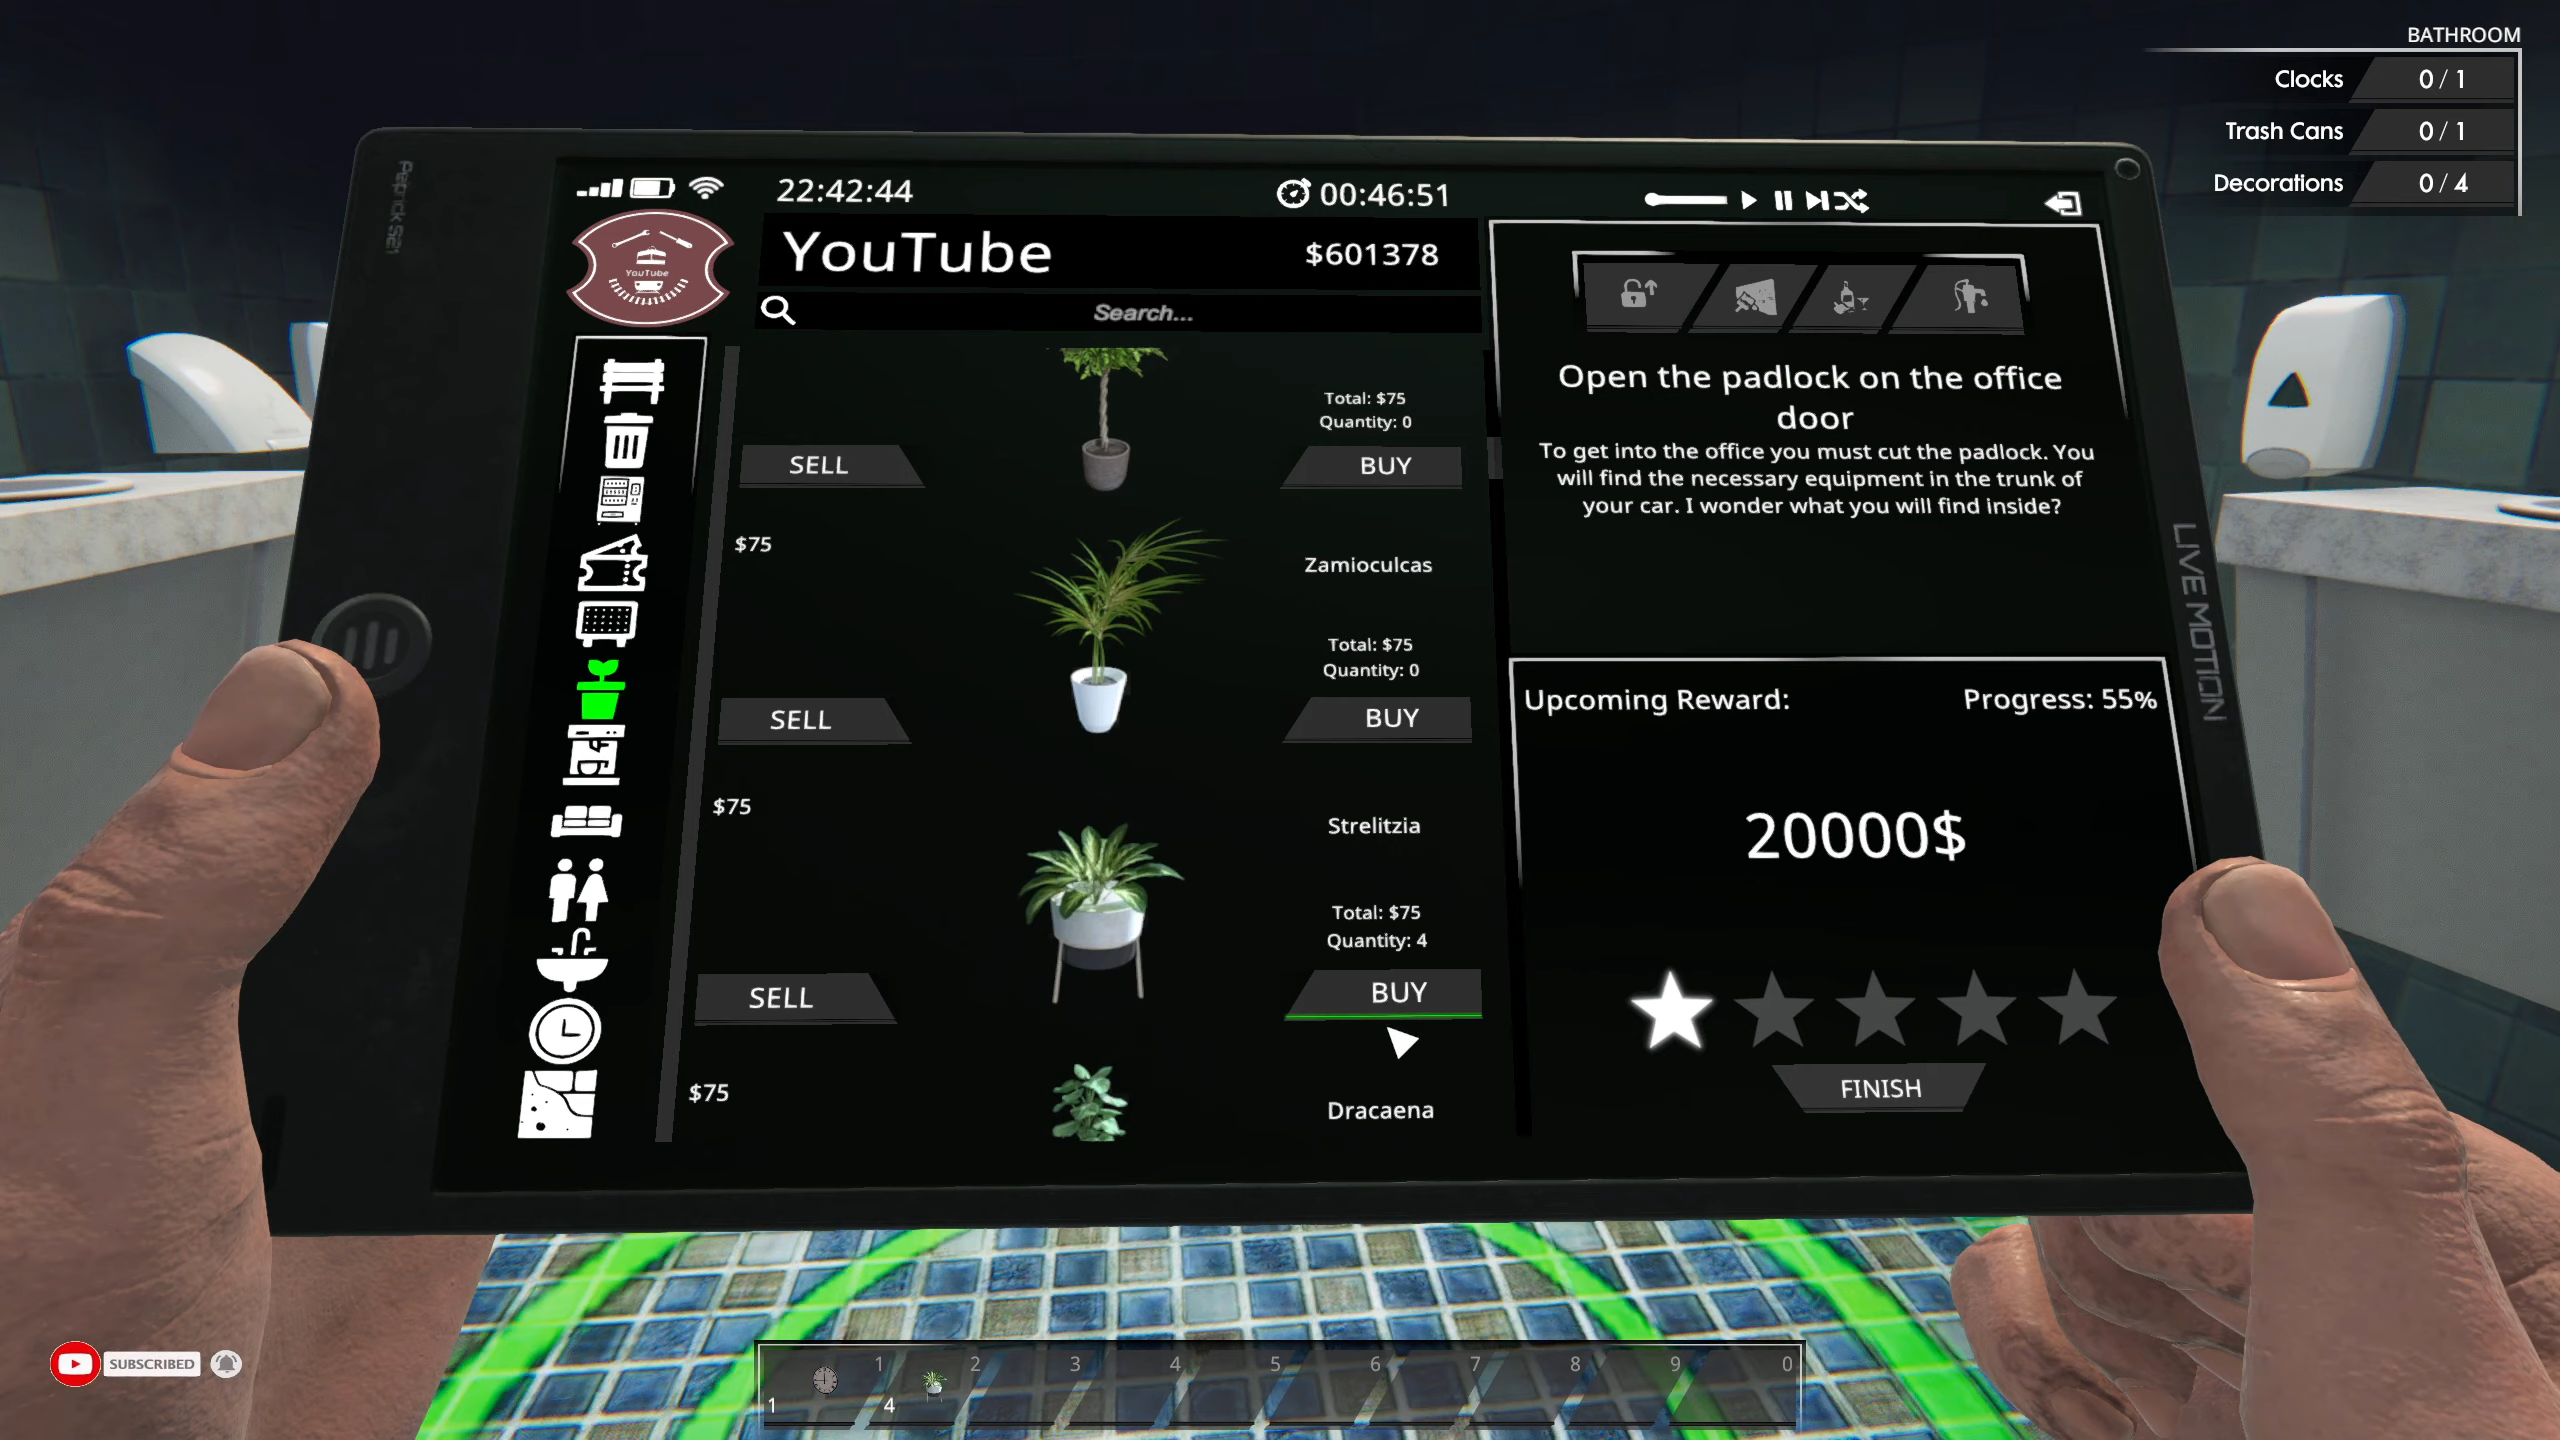 BATHROOM
Clocks 0 / 1
Trash Cans 0 / 1
Decorations 0 / 4
22:42:44 00:46:51
YouTube $601378
YouTube
Search...
Total: $75
Quantity: 0
SELL BUY
$75
Zamioculcas
Total: $75
Quantity: 0
SELL BUY
$75
Strelitzia
Total: $75
Quantity: 4
SELL BUY
$75
Dracaena
Open the padlock on the office
door
To get into the office you must cut the padlock. You
will find the necessary equipment in the trunk of
your car. I wonder what you will find inside?
Upcoming Reward: Progress: 55%
20000$
FINISH
LIVE MOTION
SUBSCRIBED
1 2 3 4 5 6 7 8 9 0
1 4